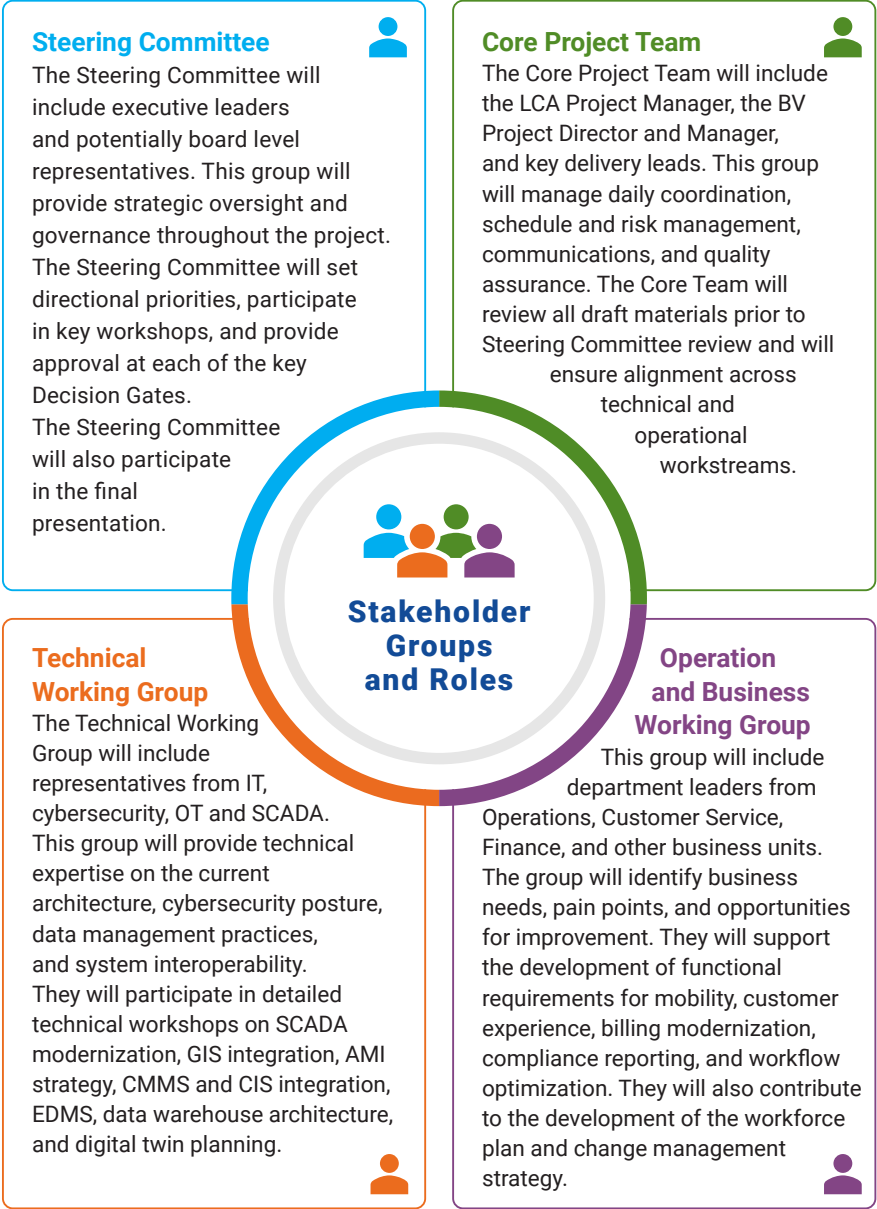 Steering Committee
The Steering Committee will
include executive leaders
and potentially board level
representatives. This group will
provide strategic oversight and
governance throughout the project.
The Steering Committee will set
directional priorities, participate
in key workshops, and provide
approval at each of the key
Decision Gates.
The Steering Committee
will also participate
in the final
presentation.
Core Project Team
The Core Project Team will include
the LCA Project Manager, the BV
Project Director and Manager,
and key delivery leads. This group
will manage daily coordination,
schedule and risk management,
communications, and quality
assurance. The Core Team will
review all draft materials prior to
Steering Committee review and will
ensure alignment across
technical and
operational
workstreams.
Stakeholder
Groups
and Roles
Technical
Working Group
The Technical Working
Group will include
representatives from IT,
cybersecurity, OT and SCADA.
This group will provide technical
expertise on the current
architecture, cybersecurity posture,
data management practices,
and system interoperability.
They will participate in detailed
technical workshops on SCADA
modernization, GIS integration, AMI
strategy, CMMS and CIS integration,
EDMS, data warehouse architecture,
and digital twin planning.
Operation
and Business
Working Group
This group will include
department leaders from
Operations, Customer Service,
Finance, and other business units.
The group will identify business
needs, pain points, and opportunities
for improvement. They will support
the development of functional
requirements for mobility, customer
experience, billing modernization,
compliance reporting, and workflow
optimization. They will also contribute
to the development of the workforce
plan and change management
strategy.